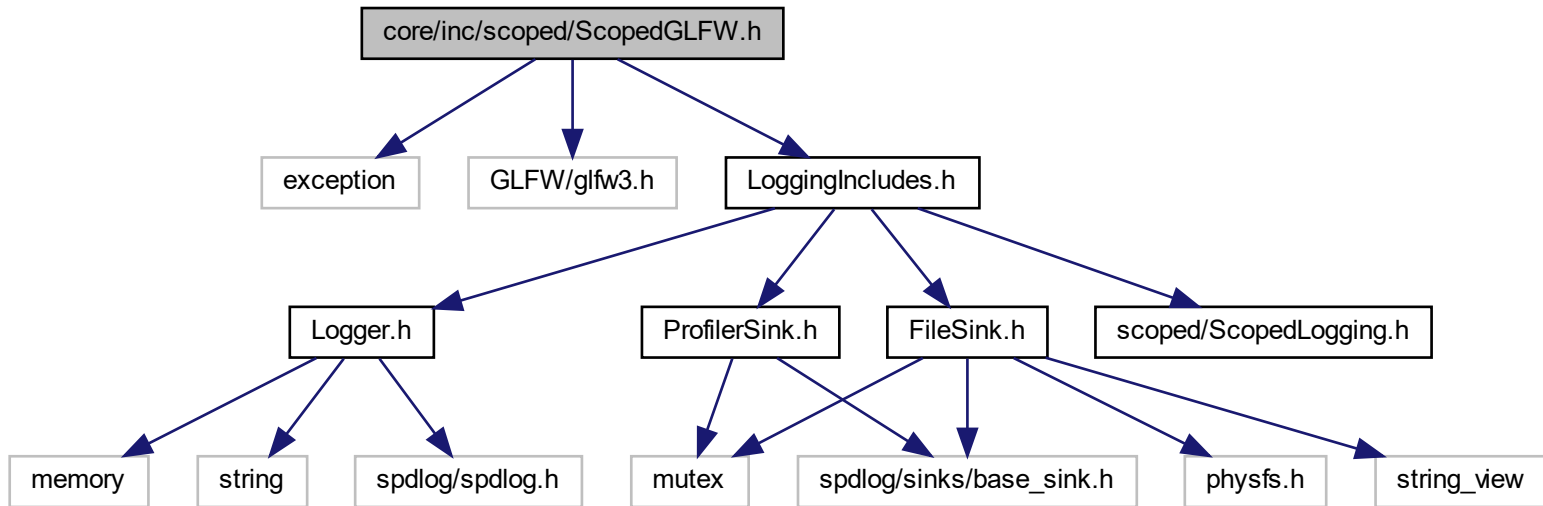 core/inc/scoped/ScopedGLFW.h
exception
GLFW/glfw3.h
LoggingIncludes.h
Logger.h
ProfilerSink.h
FileSink.h
scoped/ScopedLogging.h
memory
string
spdlog/spdlog.h
mutex
spdlog/sinks/base_sink.h
physfs.h
string_view